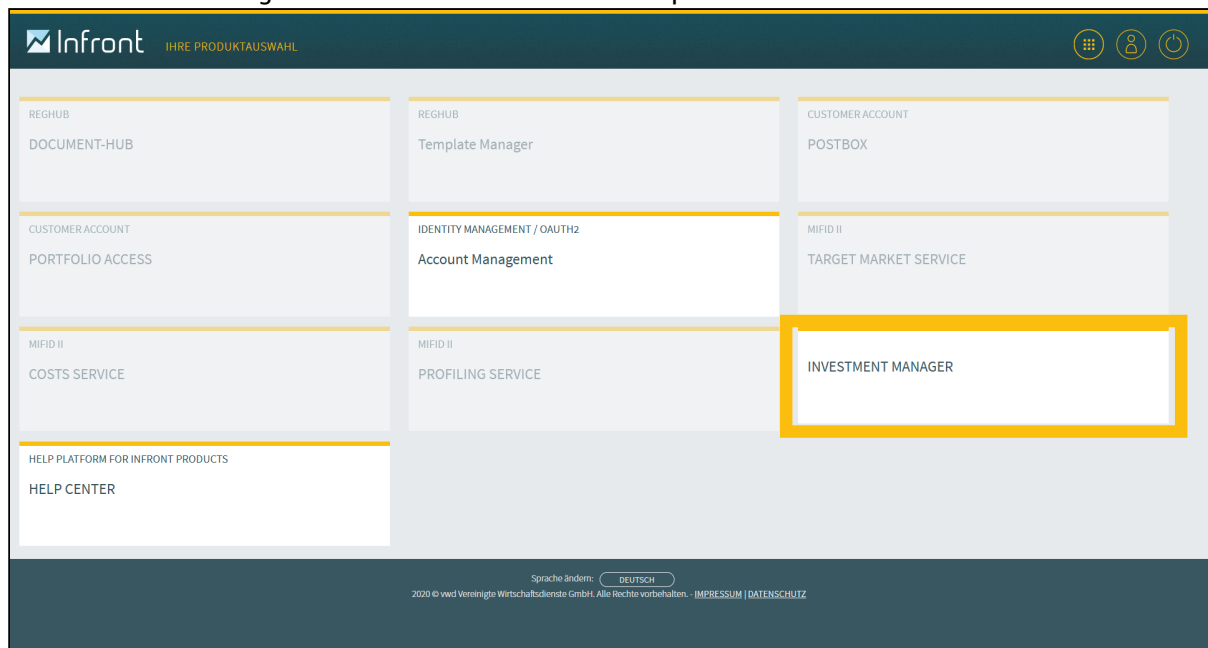 Infront IHRE PRODUKTAUSWAHL
REGHUB
DOCUMENT-HUB
REGHUB
Template Manager
CUSTOMER ACCOUNT
POSTBOX
CUSTOMER ACCOUNT
PORTFOLIO ACCESS
IDENTITY MANAGEMENT / OAUTH2
Account Management
MIFID II
TARGET MARKET SERVICE
MIFID II
COSTS SERVICE
MIFID II
PROFILING SERVICE
INVESTMENT MANAGER
HELP PLATFORM FOR INFRONT PRODUCTS
HELP CENTER
Sprache ändern: DEUTSCH
2020 © vwd Vereinigte Wirtschaftsdienste GmbH. Alle Rechte vorbehalten. - IMPRESSUM | DATENSCHUTZ